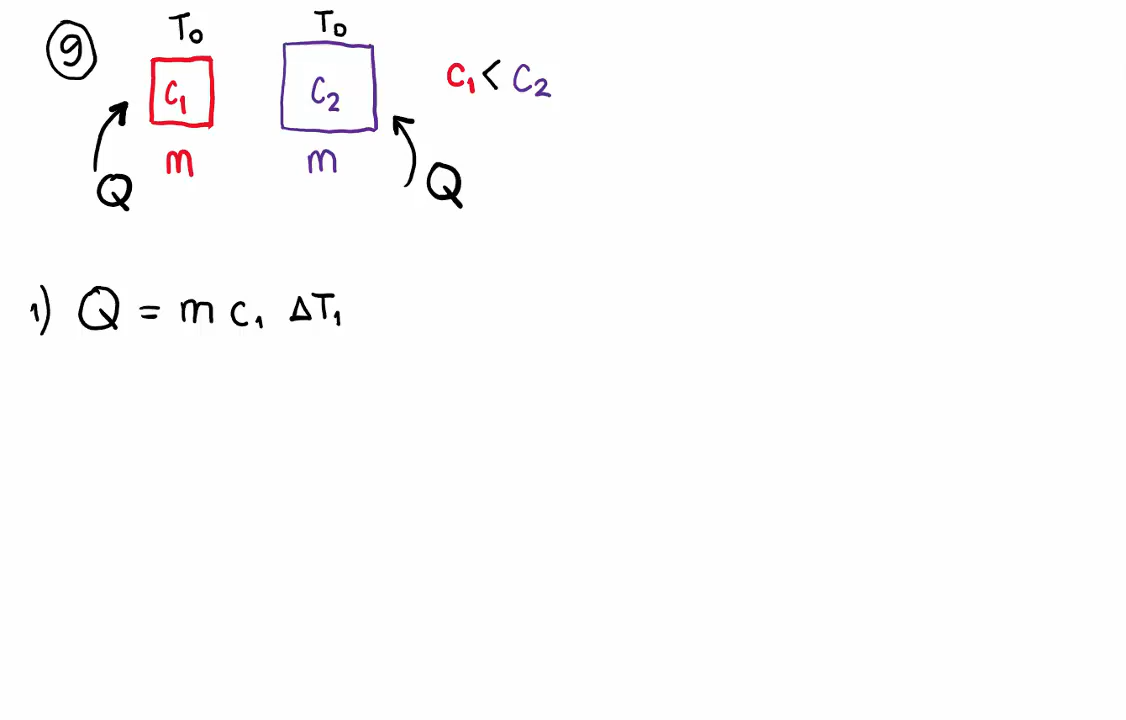 9
T₀ T₀
C₁ C₂ C₁ < C₂
m m
Q Q
1) Q = m c₁ ΔT₁